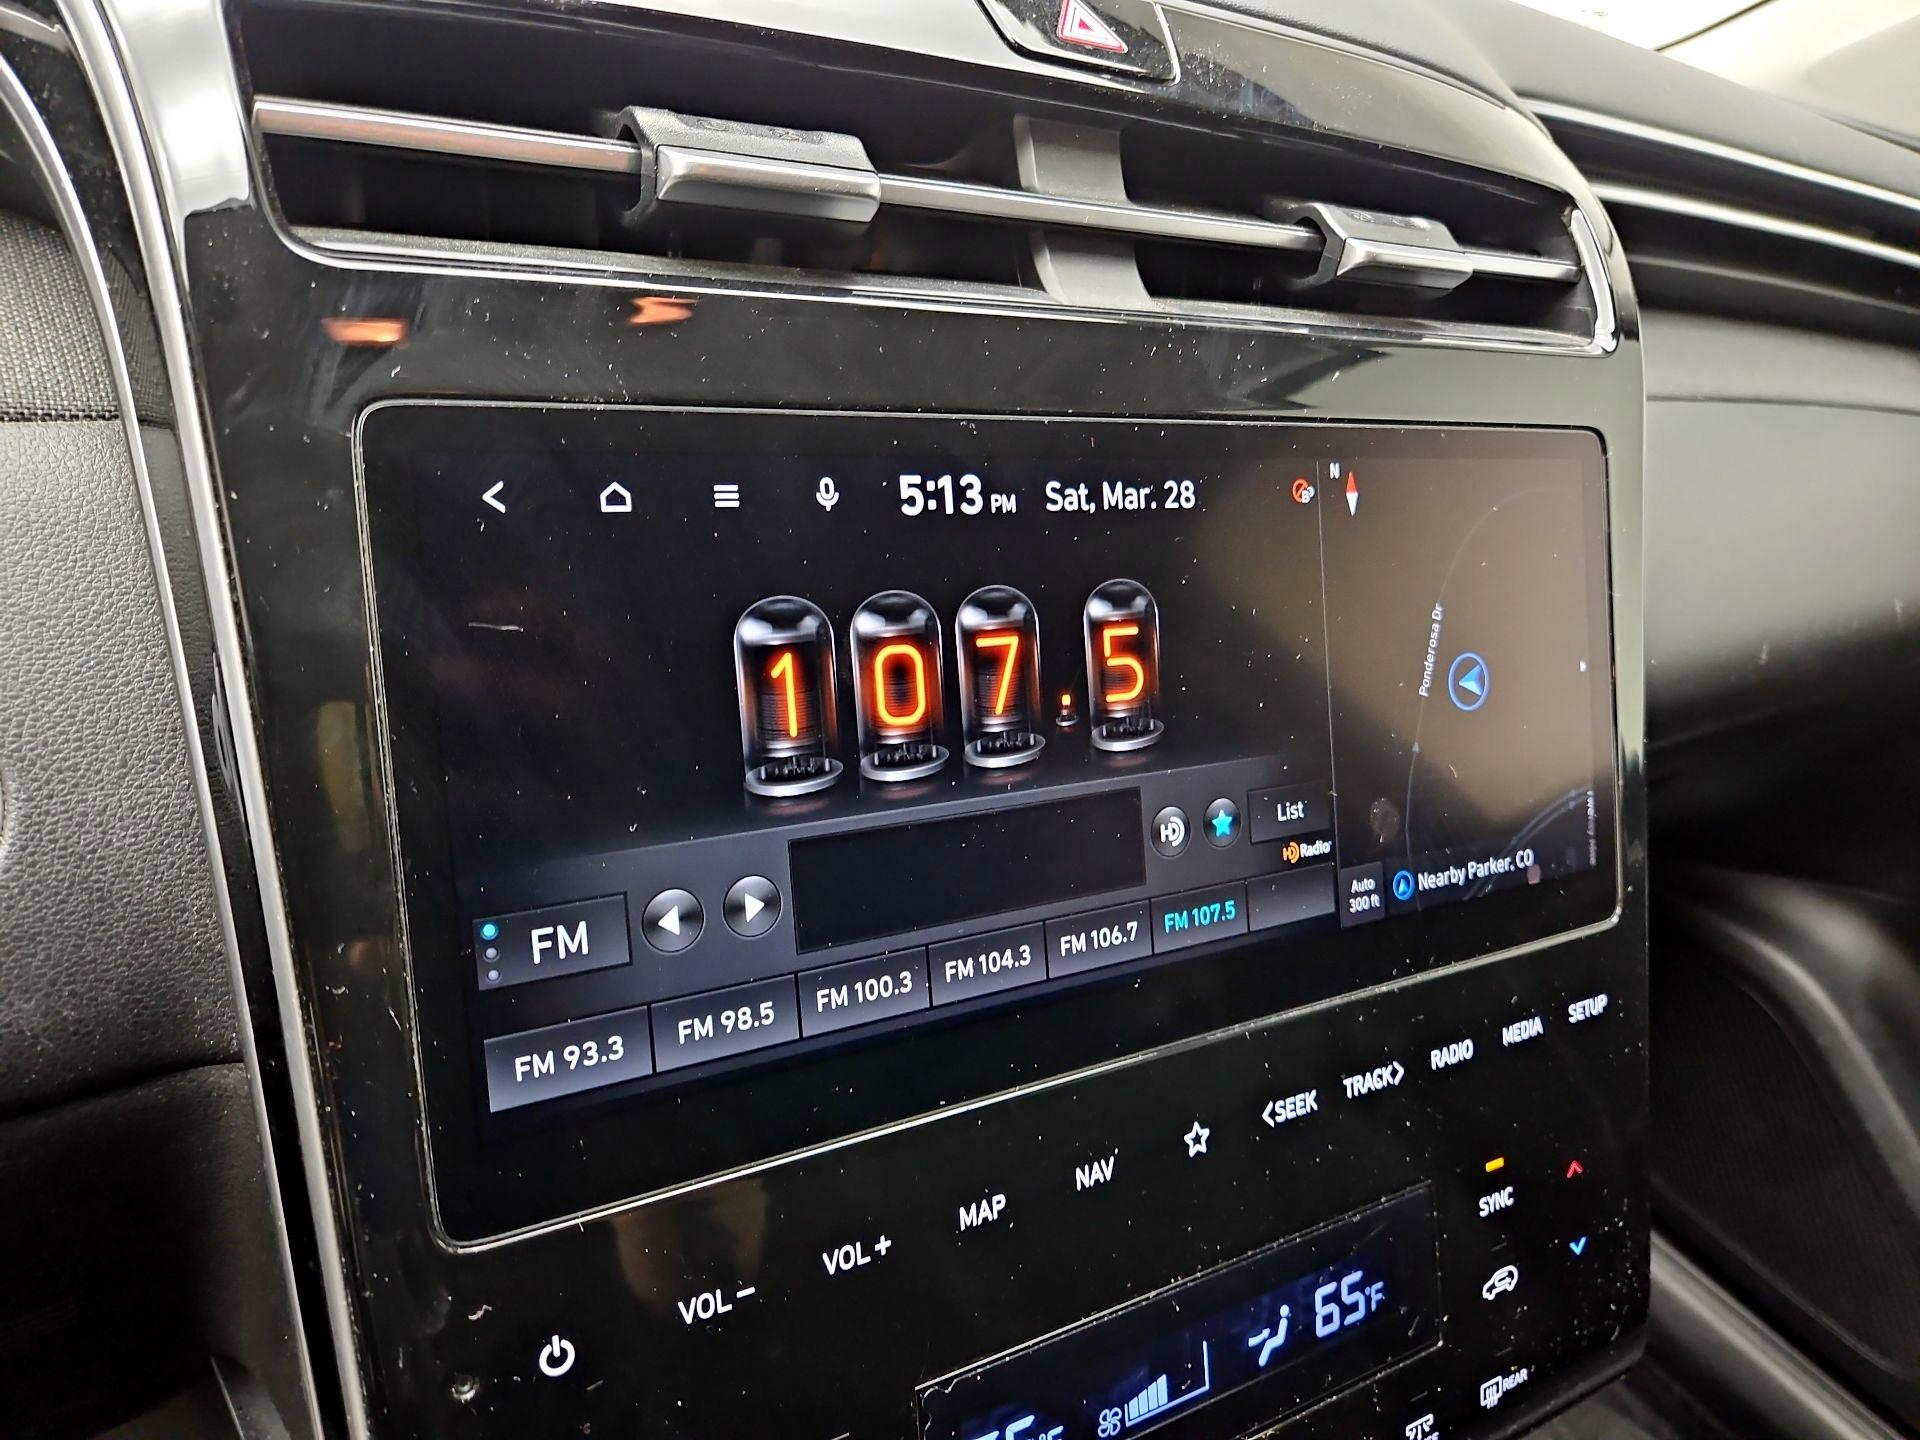 5:13 PM Sat, Mar. 28
N
107.5
Ponderosa Dr
List
HD Radio
Auto
300 ft
Nearby Parker, CO
FM
FM 93.3
FM 98.5
FM 100.3
FM 104.3
FM 106.7
FM 107.5
VOL –
VOL +
MAP
NAV
<SEEK
TRACK>
RADIO
MEDIA
SETUP
SYNC
65°F
REAR